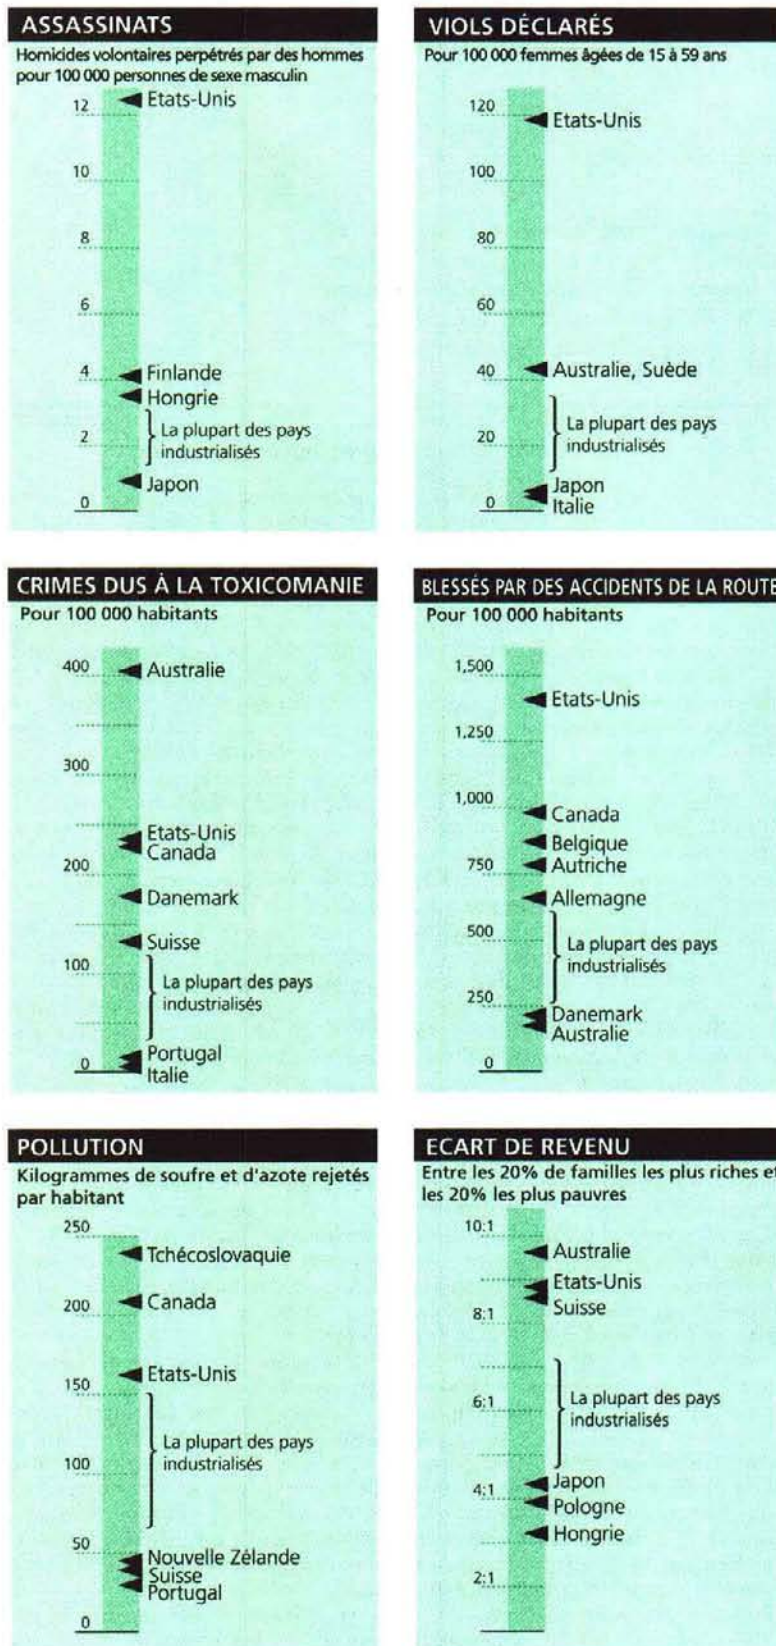 ASSASSINATS
Homicides volontaires perpétrés par des hommes
pour 100 000 personnes de sexe masculin
12
Etats-Unis
10
8
6
4
Finlande
Hongrie
La plupart des pays
industrialisés
2
Japon
0
VIOLS DÉCLARÉS
Pour 100 000 femmes âgées de 15 à 59 ans
120
Etats-Unis
100
80
60
40
Australie, Suède
La plupart des pays
industrialisés
20
Japon
Italie
0
CRIMES DUS À LA TOXICOMANIE
Pour 100 000 habitants
400
Australie
300
Etats-Unis
Canada
200
Danemark
Suisse
100
La plupart des pays
industrialisés
Portugal
Italie
0
BLESSÉS PAR DES ACCIDENTS DE LA ROUTE
Pour 100 000 habitants
1,500
Etats-Unis
1,250
1,000
Canada
Belgique
Autriche
750
Allemagne
500
La plupart des pays
industrialisés
250
Danemark
Australie
0
POLLUTION
Kilogrammes de soufre et d'azote rejetés
par habitant
250
Tchécoslovaquie
Canada
200
Etats-Unis
150
La plupart des pays
industrialisés
100
50
Nouvelle Zélande
Suisse
Portugal
0
ECART DE REVENU
Entre les 20% de familles les plus riches et
les 20% les plus pauvres
10:1
Australie
Etats-Unis
Suisse
8:1
La plupart des pays
industrialisés
6:1
Japon
4:1
Pologne
Hongrie
2:1